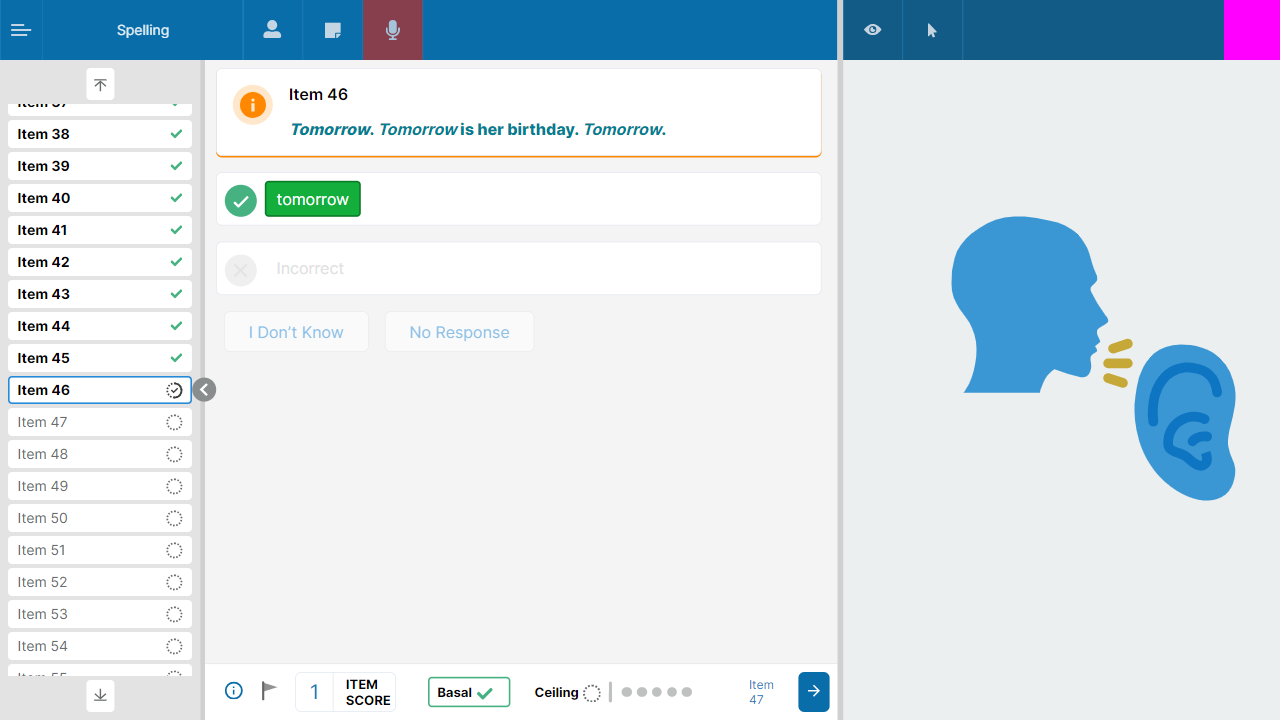 Spelling
Item 37
Item 38
Item 39
Item 40
Item 41
Item 42
Item 43
Item 44
Item 45
Item 46
Item 47
Item 48
Item 49
Item 50
Item 51
Item 52
Item 53
Item 54
Item 55
Item 46
Tomorrow. Tomorrow is her birthday. Tomorrow.
tomorrow
Incorrect
I Don’t Know
No Response
1
ITEM
SCORE
Basal
Ceiling
Item
47